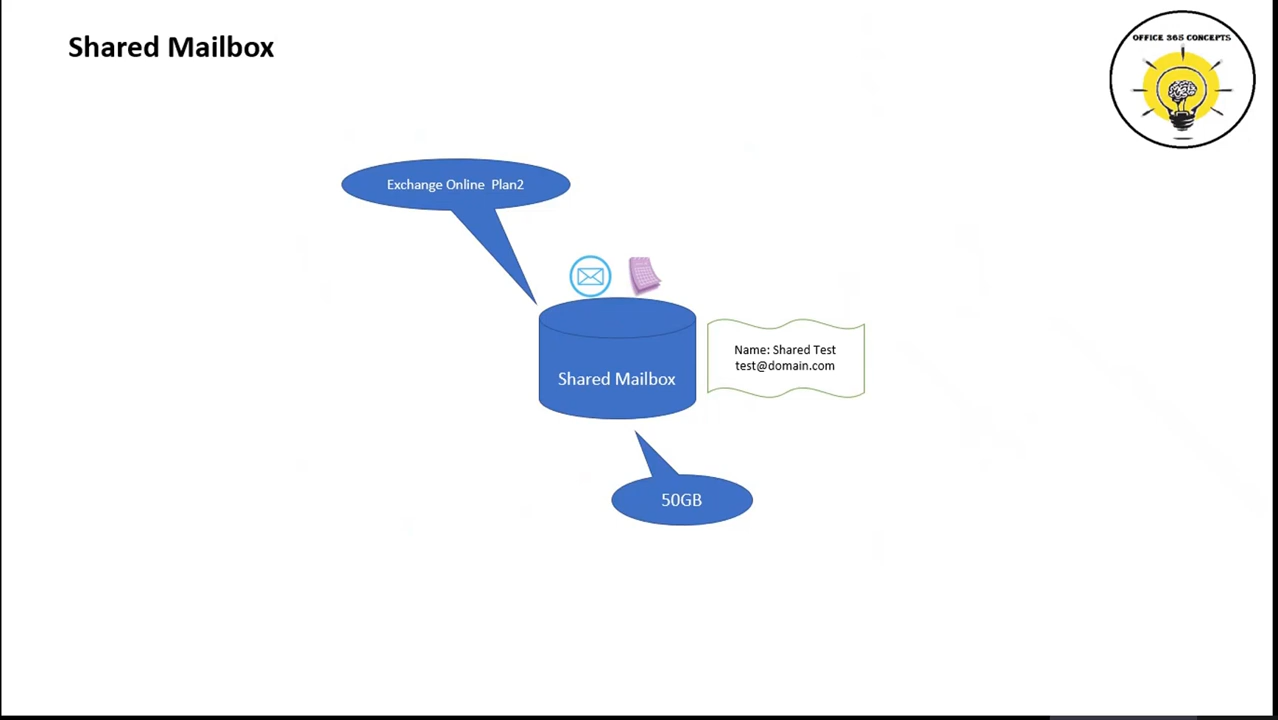 Shared Mailbox
OFFICE 365 CONCEPTS
Exchange Online Plan2
Name: Shared Test
test@domain.com
Shared Mailbox
50GB